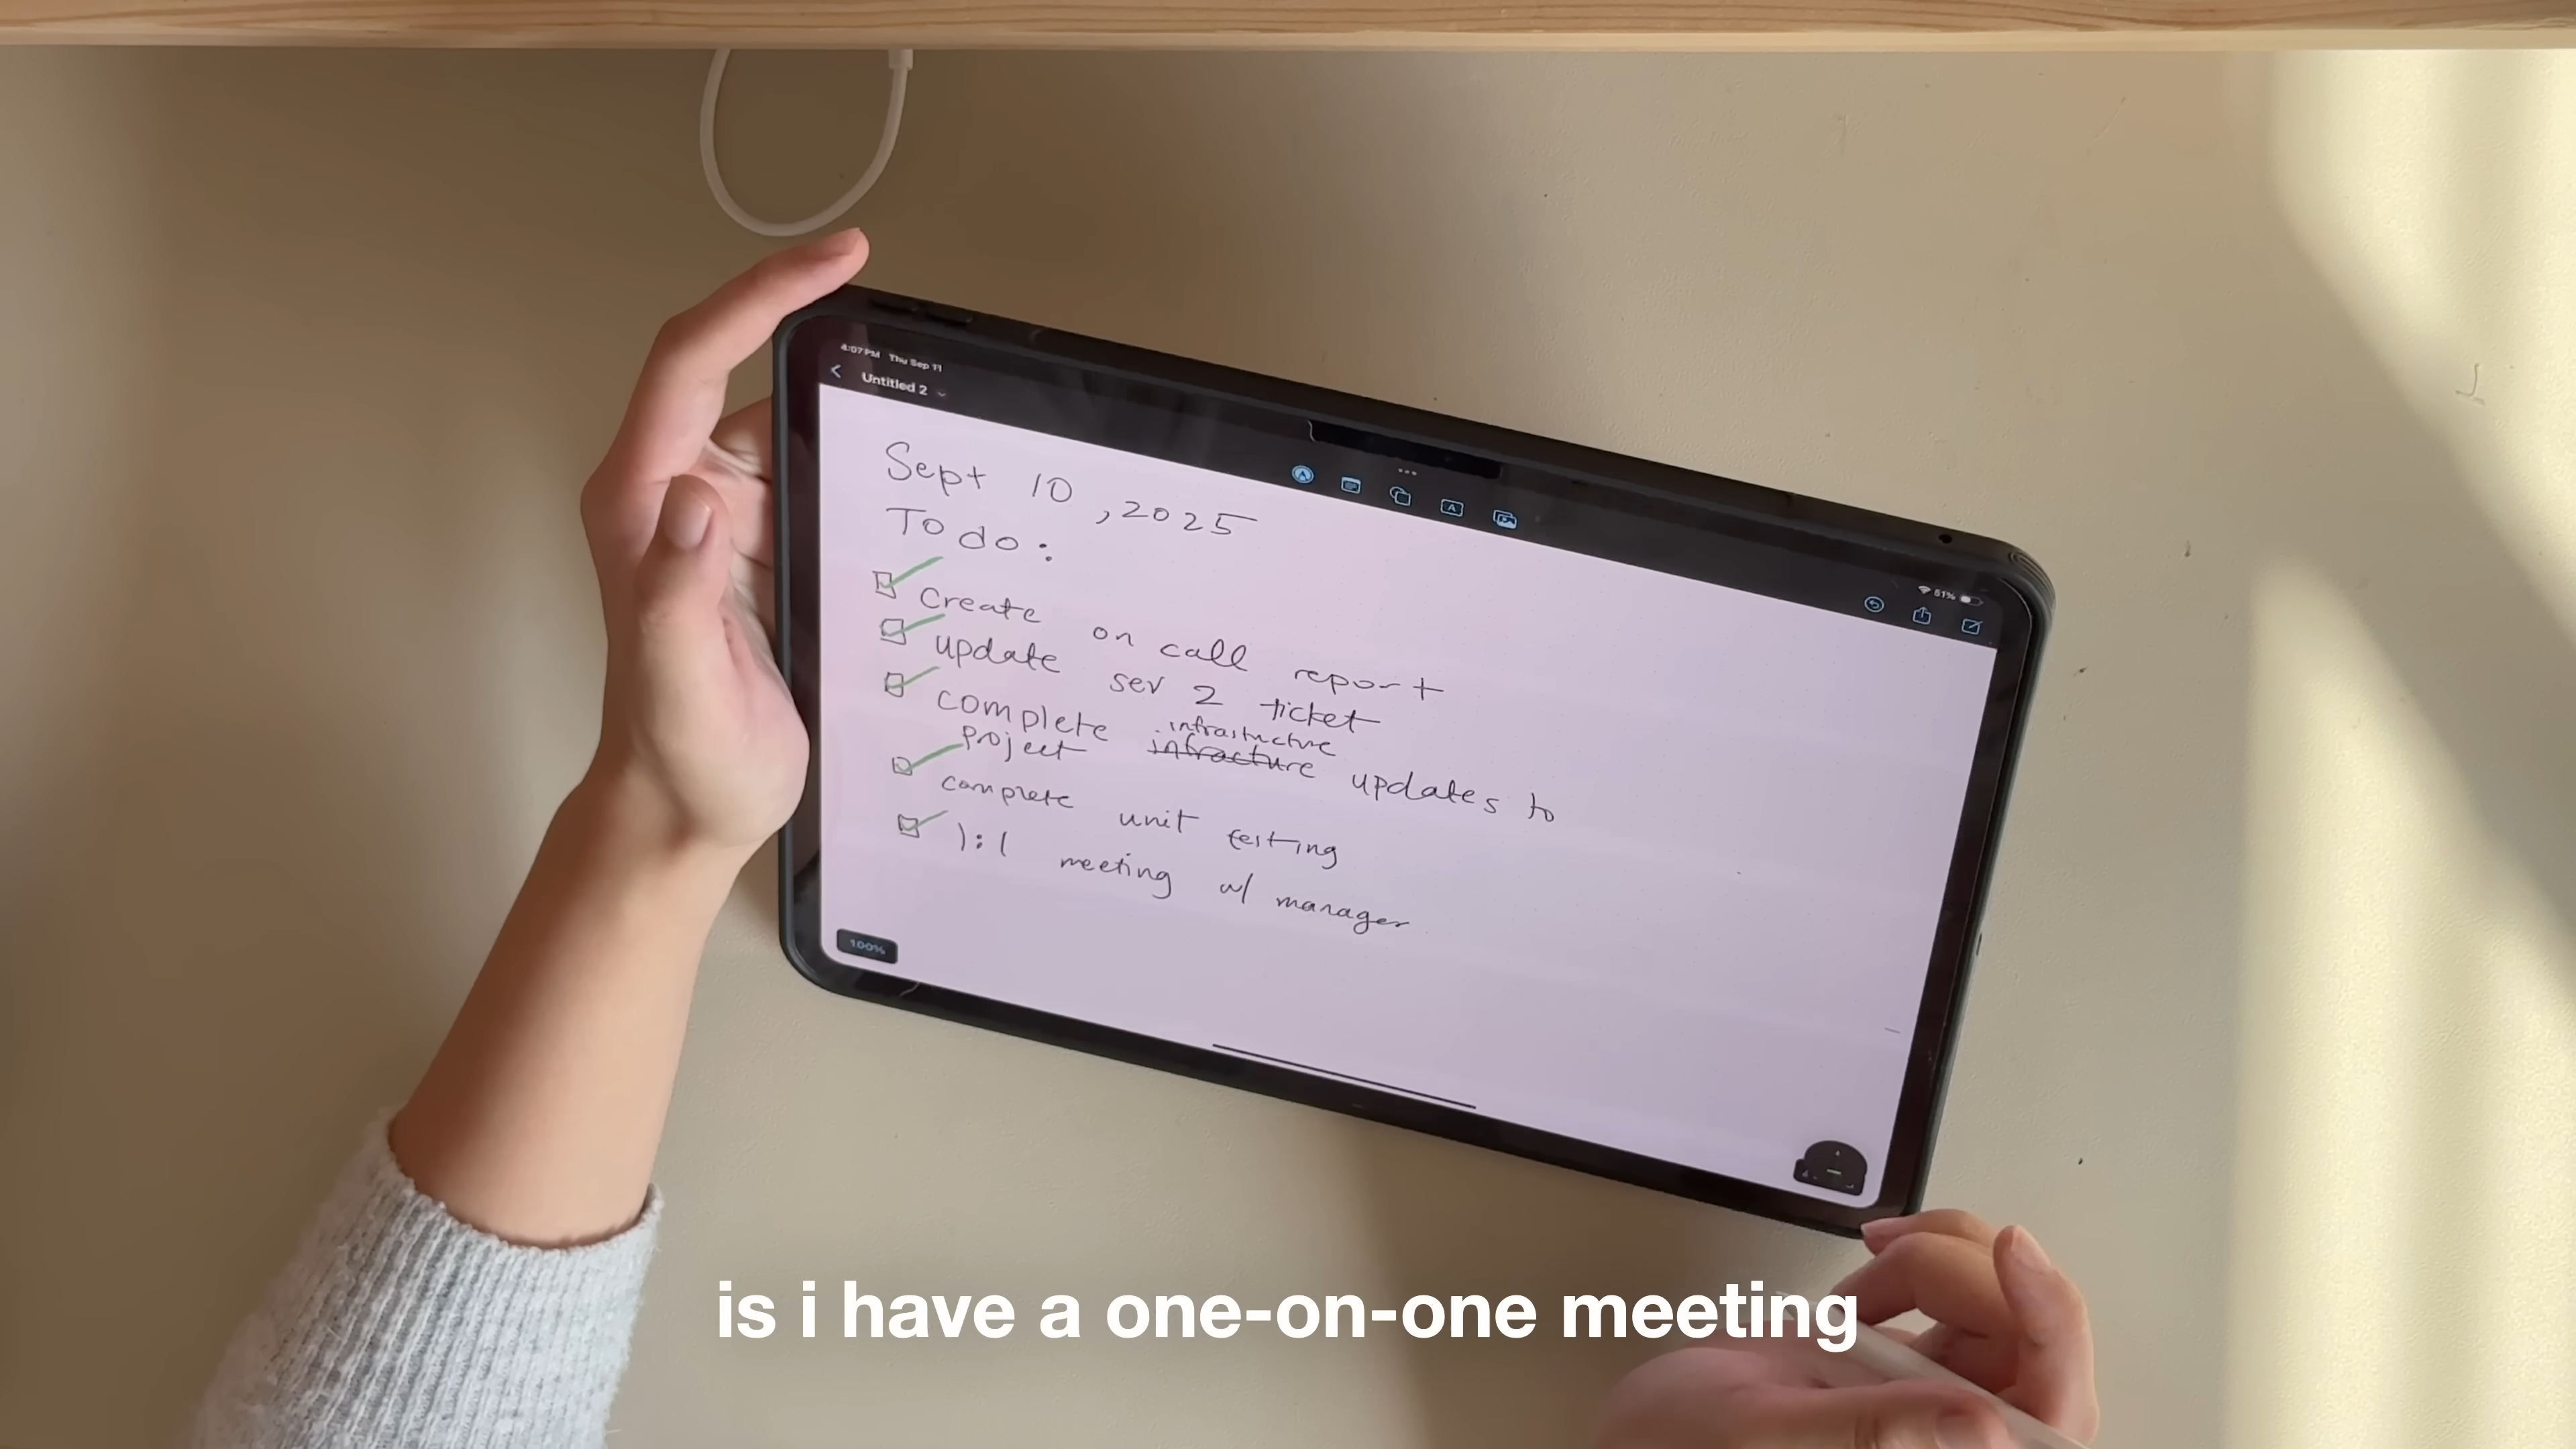 4:07 PM Thu Sep 11
Untitled 2
51%
Sept 10, 2025
To do:
Create on call report
update sev 2 ticket
complete infrastructure
project infracture updates to
complete unit testing
1:1 meeting w/ manager
100%
is i have a one-on-one meeting